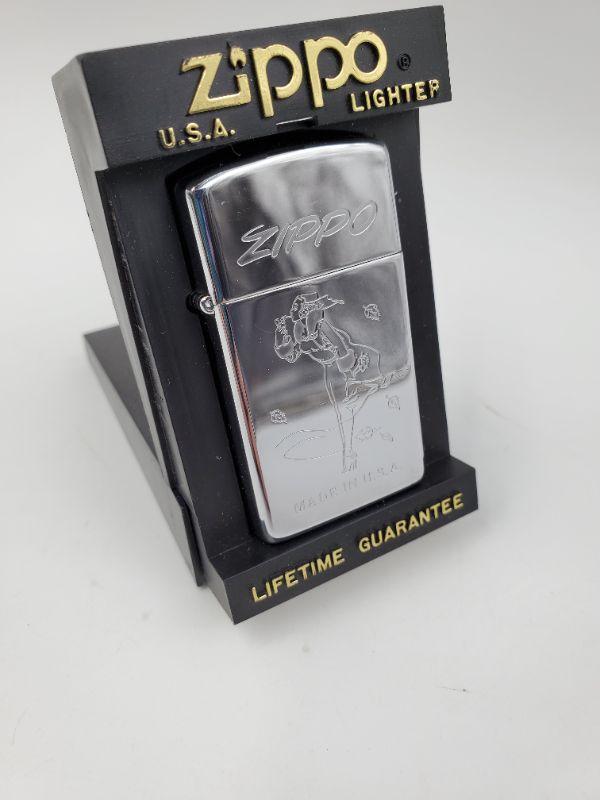 Zippo ®
U.S.A. LIGHTER
ZIPPO
MADE IN U.S.A.
LIFETIME GUARANTEE